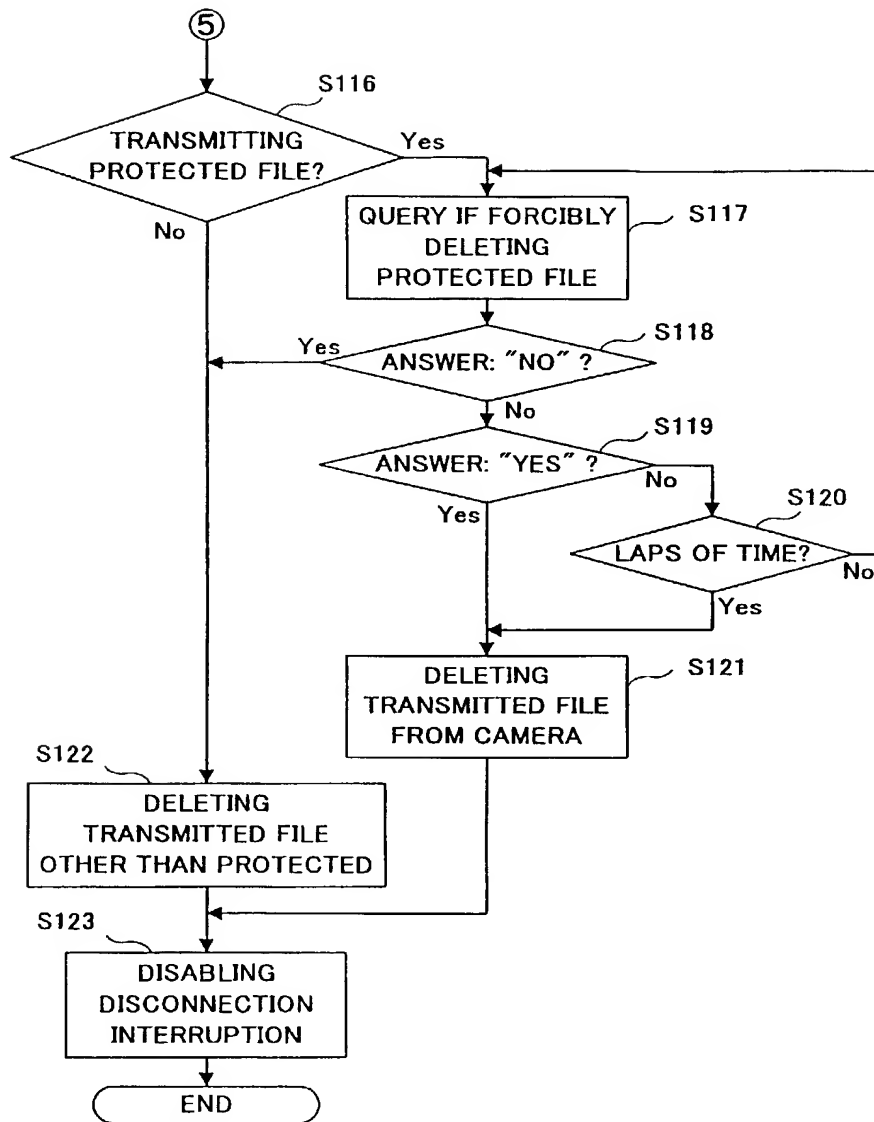 5
S116
TRANSMITTING
PROTECTED FILE?
Yes
No
QUERY IF FORCIBLY
DELETING
PROTECTED FILE
S117
S118
Yes
ANSWER: "NO" ?
No
S119
ANSWER: "YES" ?
No
Yes
S120
LAPS OF TIME?
No
Yes
DELETING
TRANSMITTED FILE
FROM CAMERA
S121
S122
DELETING
TRANSMITTED FILE
OTHER THAN PROTECTED
S123
DISABLING
DISCONNECTION
INTERRUPTION
END